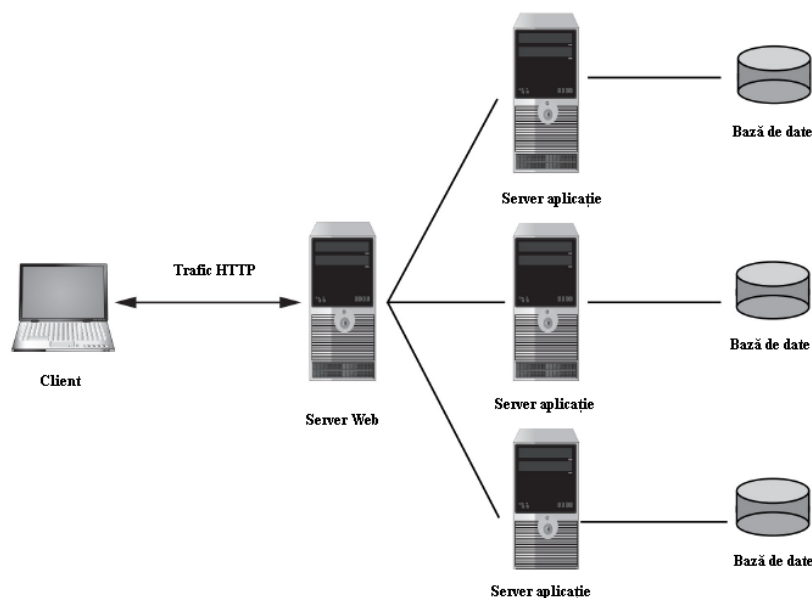 Bază de date
Server aplicație
Trafic HTTP
Client
Server Web
Bază de date
Server aplicație
Bază de date
Server aplicație